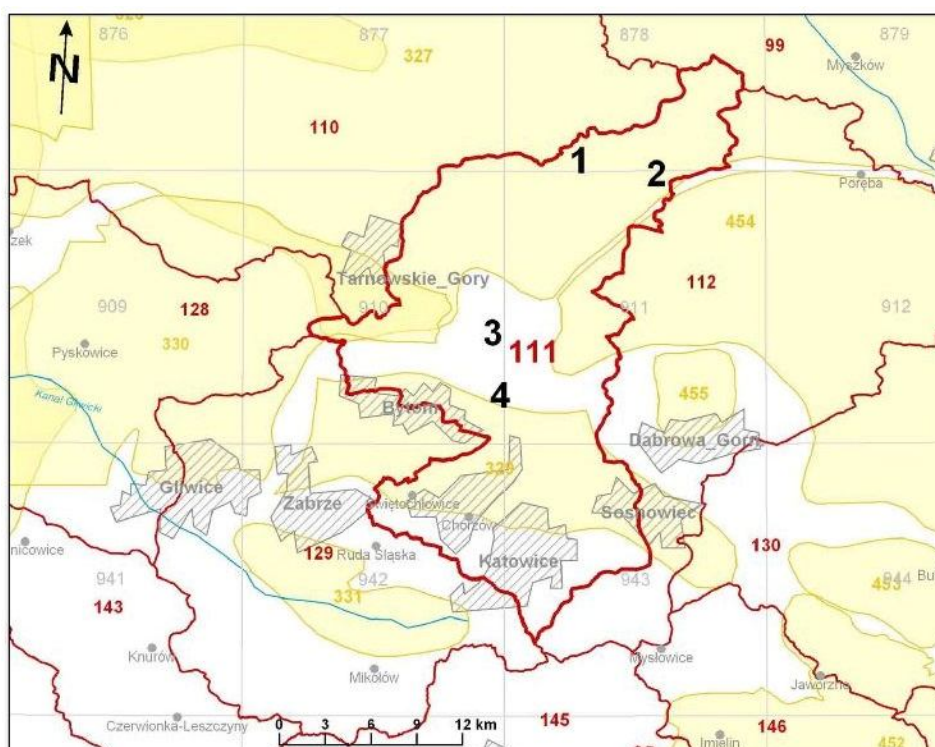 876
877
878
99
879
N
327
Myszków
110
1
2
Poręba
454
zek
Tarnowskie_Gory
128
909
910
911
112
912
330
3
111
Pyskowice
4
455
Kanał Gliwicki
Bytom
Dabrowa_Gorn
329
Gliwice
Zabrze
Świętochłowice
Chorzów
Sosnowiec
129
Ruda Śląska
Katowice
130
nicowice
941
942
943
944
453
Bu
143
331
Knurów
Mikołów
Mysłowice
Jaworzno
Czerwionka-Leszczyny
0 3 6 9 12 km
145
146
Imielin
452